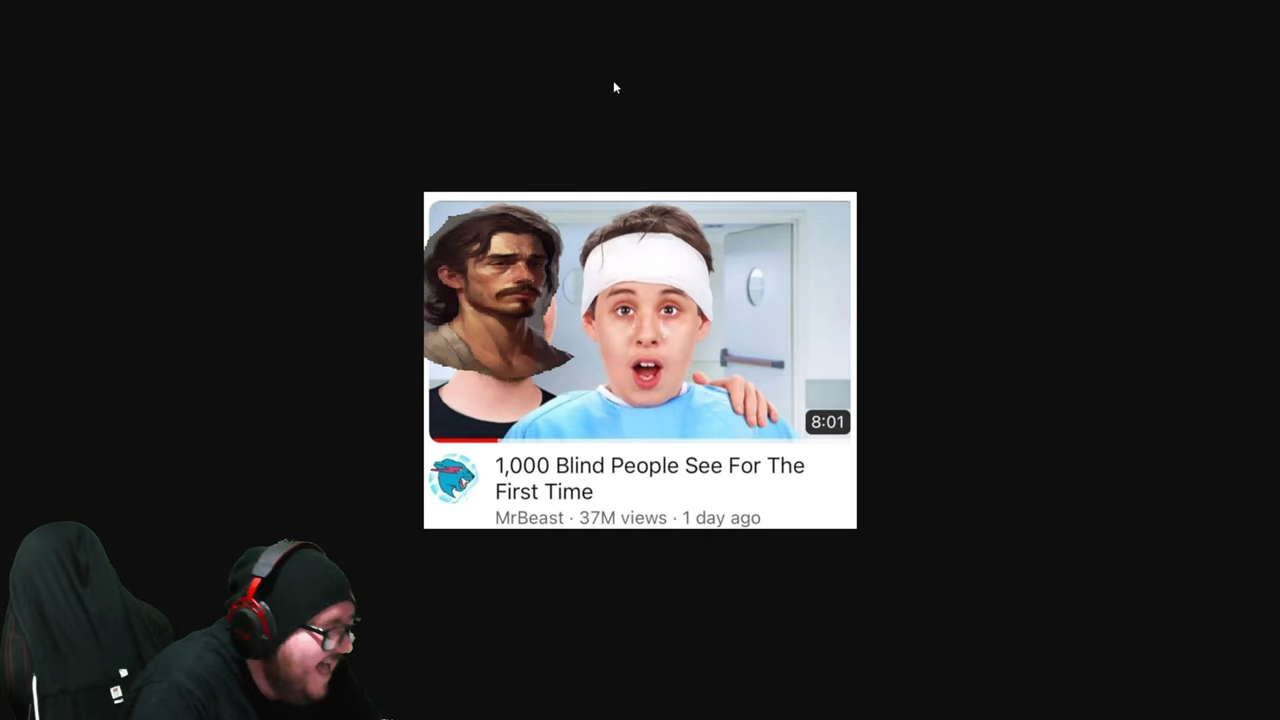 8:01
1,000 Blind People See For The
First Time
MrBeast · 37M views · 1 day ago